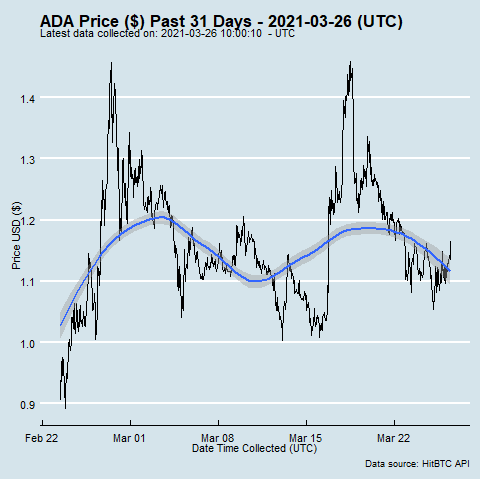 ADA Price ($) Past 31 Days - 2021-03-26 (UTC)
Latest data collected on: 2021-03-26 10:00:10  - UTC
Price USD ($)
1.4
1.3
1.2
1.1
1.0
0.9
Feb 22 Mar 01 Mar 08 Mar 15 Mar 22
Date Time Collected (UTC)
Data source: HitBTC API